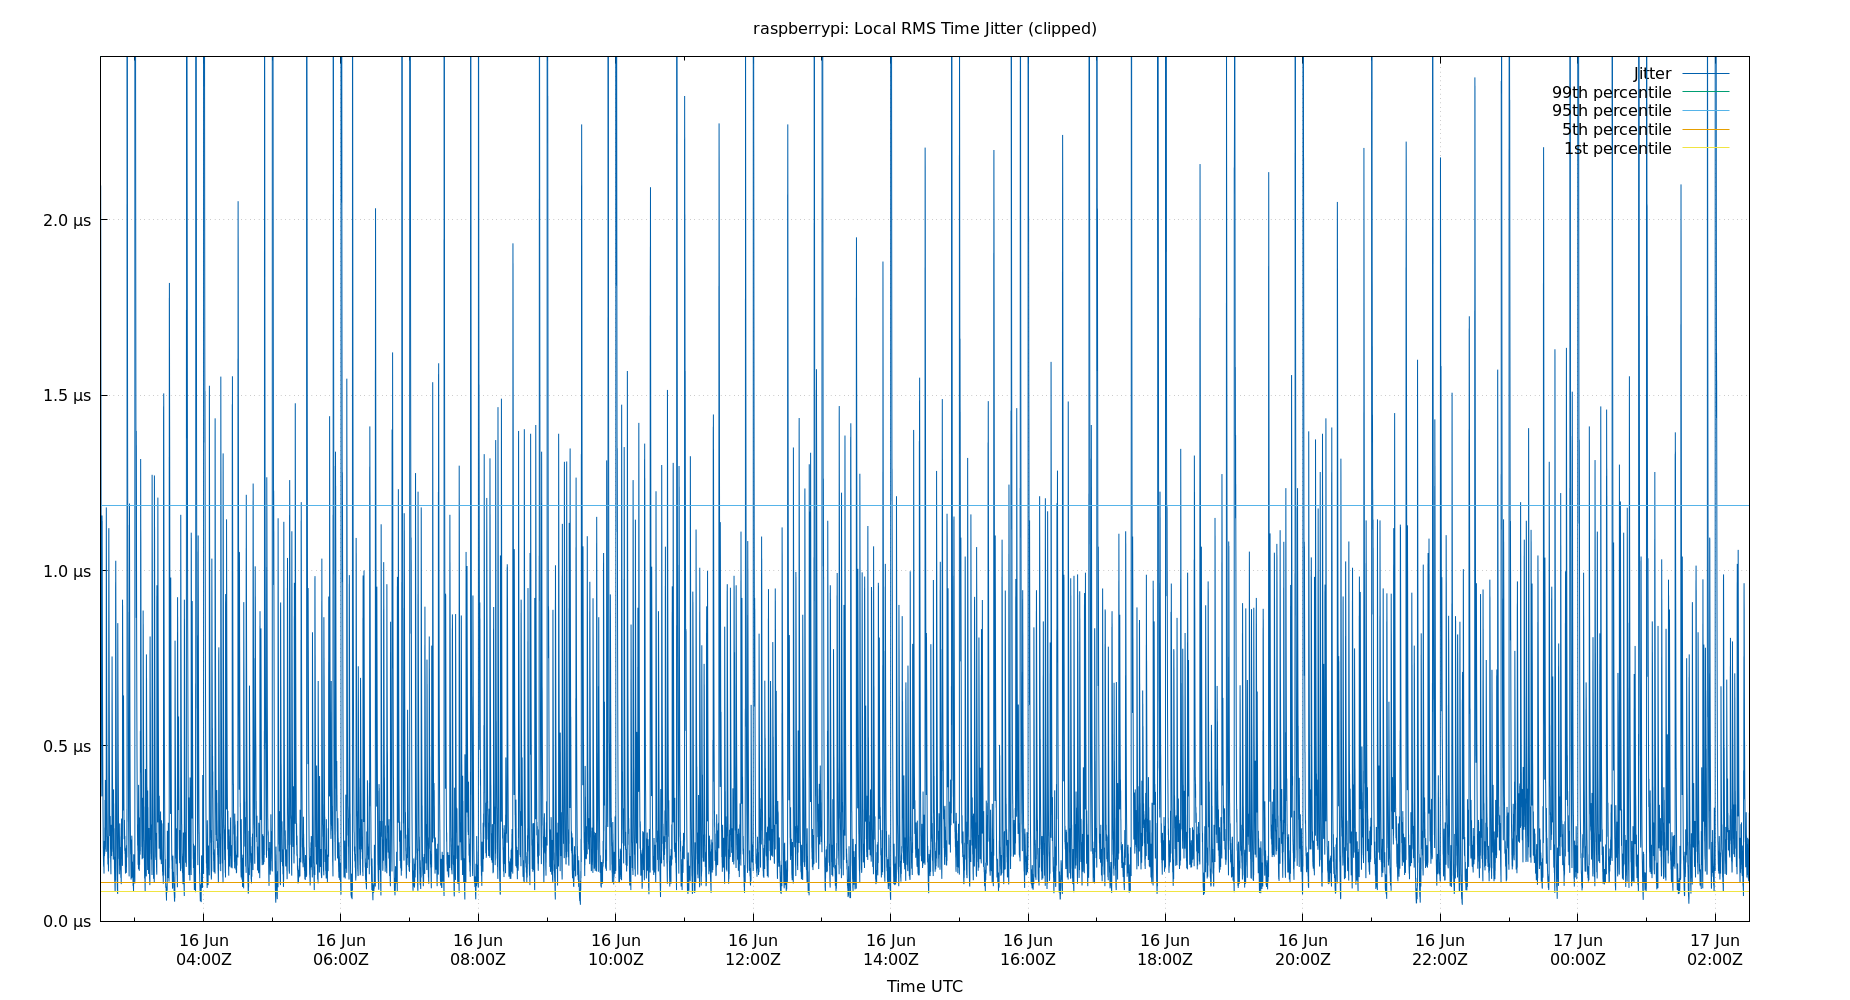 raspberrypi: Local RMS Time Jitter (clipped)
Jitter
99th percentile
95th percentile
5th percentile
1st percentile
2.0 µs
1.5 µs
1.0 µs
0.5 µs
0.0 µs
16 Jun 16 Jun 16 Jun 16 Jun 16 Jun 16 Jun 16 Jun 16 Jun 16 Jun 16 Jun 17 Jun 17 Jun
04:00Z 06:00Z 08:00Z 10:00Z 12:00Z 14:00Z 16:00Z 18:00Z 20:00Z 22:00Z 00:00Z 02:00Z
Time UTC